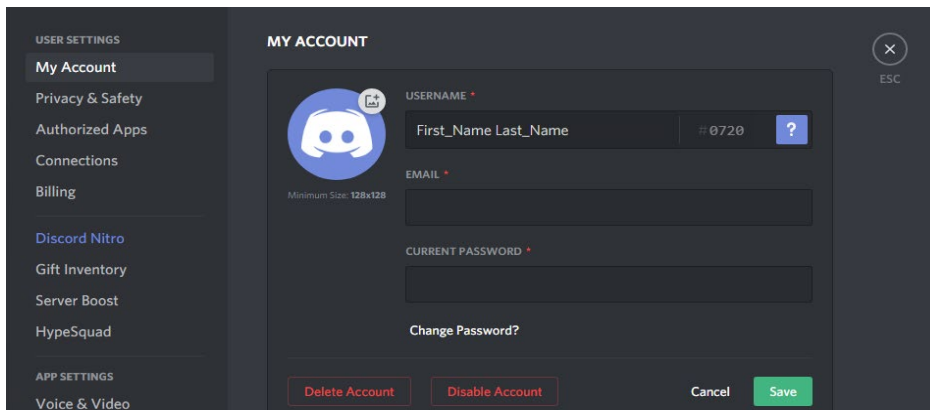 USER SETTINGS
My Account
Privacy & Safety
Authorized Apps
Connections
Billing
Discord Nitro
Gift Inventory
Server Boost
HypeSquad
APP SETTINGS
Voice & Video
MY ACCOUNT
Minimum Size: 128x128
USERNAME *
First_Name Last_Name #0720 ?
EMAIL *
CURRENT PASSWORD *
Change Password?
Delete Account Disable Account Cancel Save
ESC